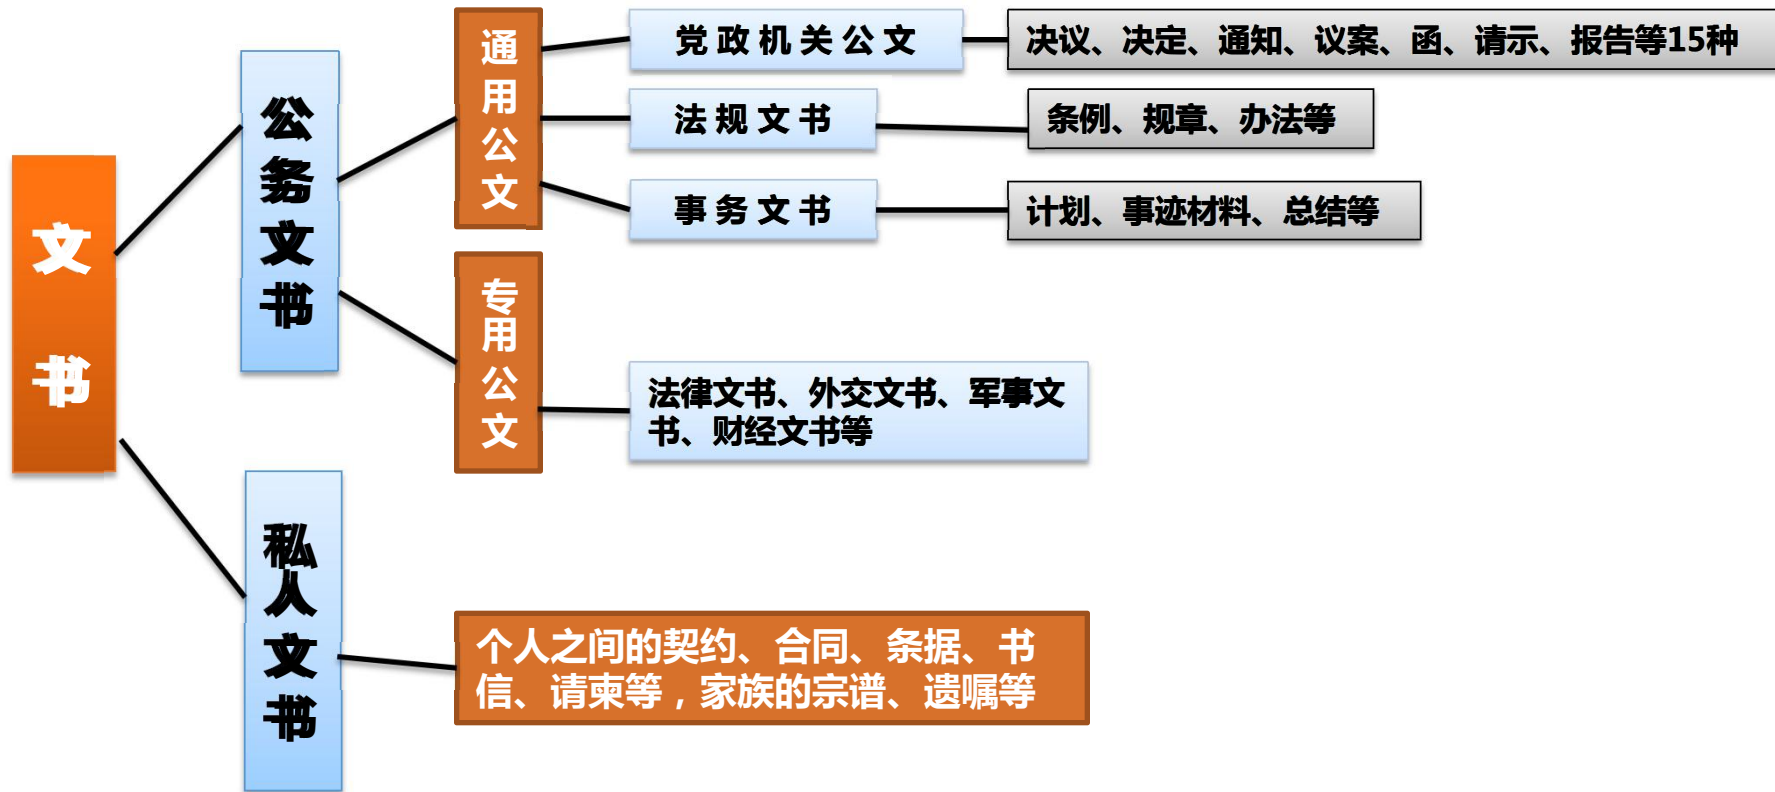 文书
公务文书
通用公文
党政机关公文
决议、决定、通知、议案、函、请示、报告等15种
法规文书
条例、规章、办法等
事务文书
计划、事迹材料、总结等
专用公文
法律文书、外交文书、军事文
书、财经文书等
私人文书
个人之间的契约、合同、条据、书
信、请柬等，家族的宗谱、遗嘱等